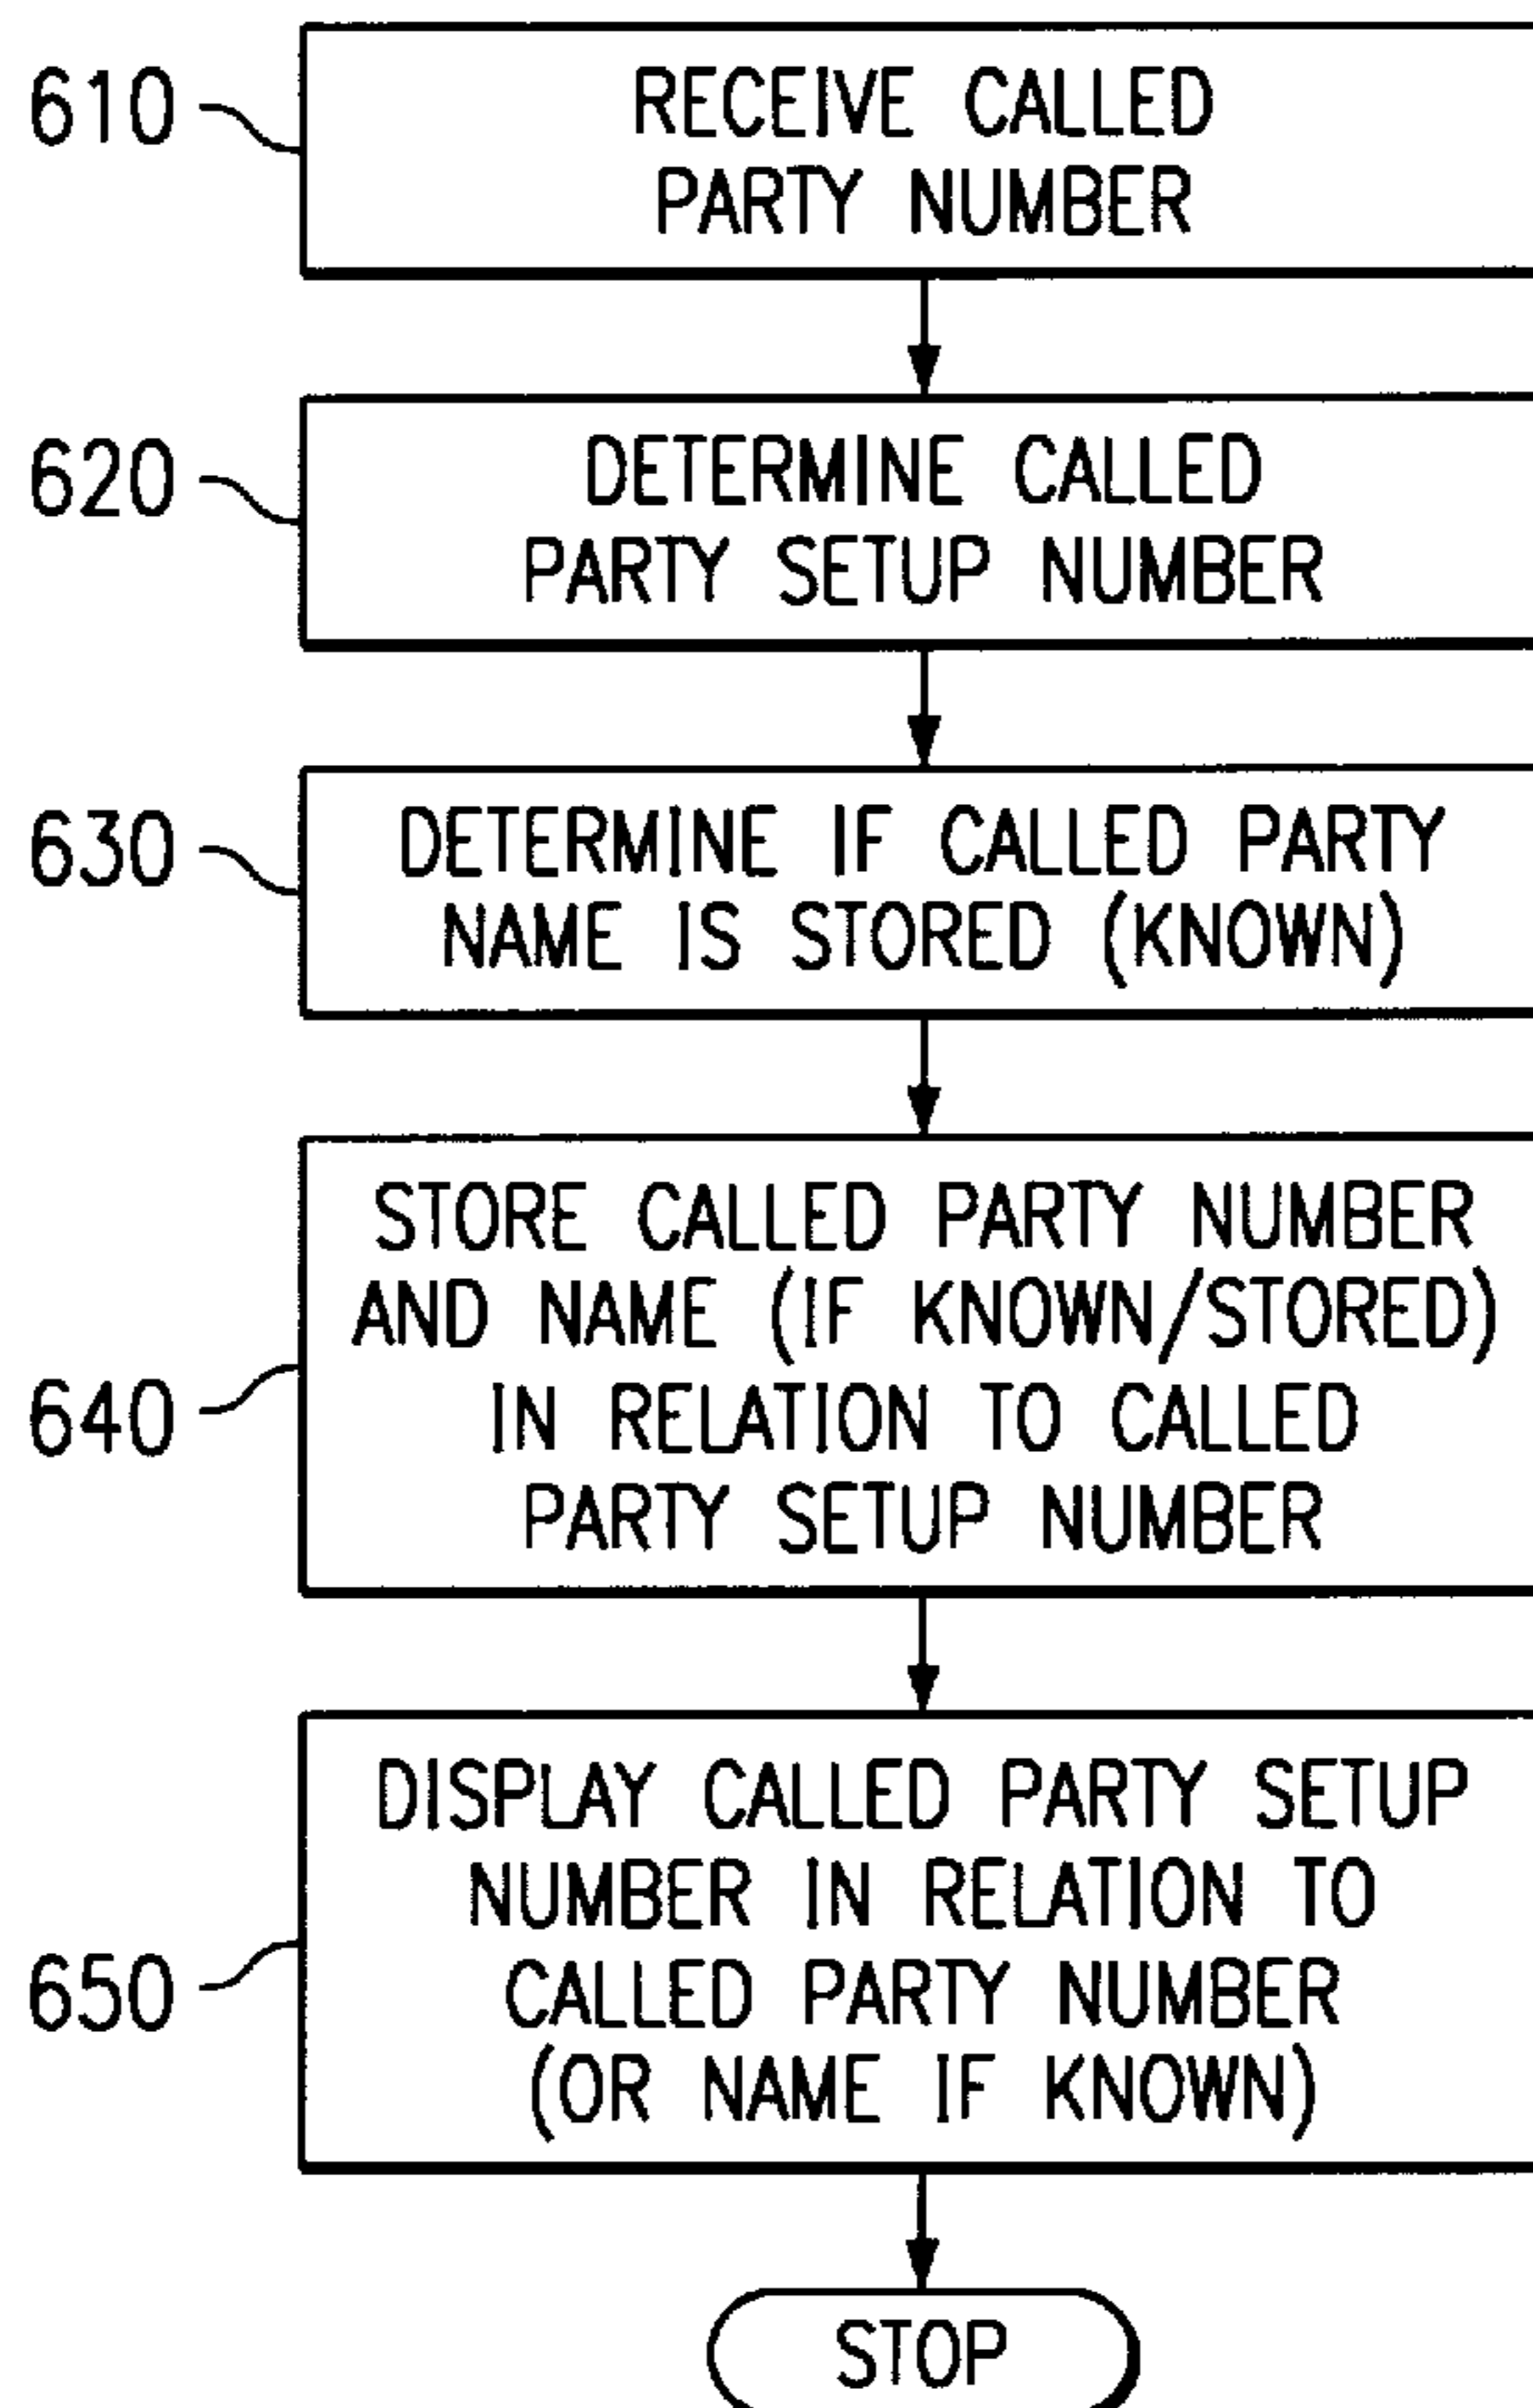 610
RECEIVE CALLED
PARTY NUMBER
620
DETERMINE CALLED
PARTY SETUP NUMBER
630
DETERMINE IF CALLED PARTY
NAME IS STORED (KNOWN)
640
STORE CALLED PARTY NUMBER
AND NAME (IF KNOWN/STORED)
IN RELATION TO CALLED
PARTY SETUP NUMBER
650
DISPLAY CALLED PARTY SETUP
NUMBER IN RELATION TO
CALLED PARTY NUMBER
(OR NAME IF KNOWN)
STOP